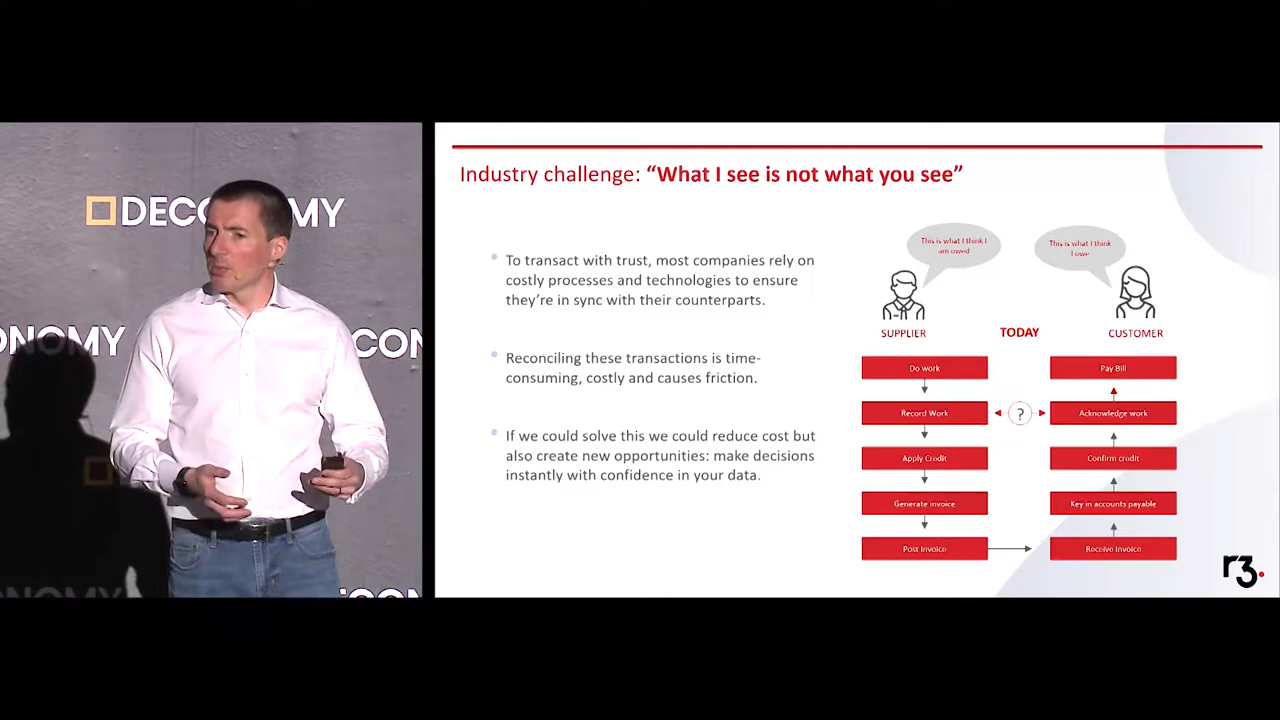 DECONOMY
ONOMY
CON
ONOMY
CON
Industry challenge: “What I see is not what you see”
To transact with trust, most companies rely on
costly processes and technologies to ensure
they’re in sync with their counterparts.
Reconciling these transactions is time-
consuming, costly and causes friction.
If we could solve this we could reduce cost but
also create new opportunities: make decisions
instantly with confidence in your data.
This is what I think I
am owed
This is what I think
I owe
SUPPLIER
TODAY
CUSTOMER
Do work
Pay Bill
Record Work
?
Acknowledge work
Apply Credit
Confirm credit
Generate invoice
Key in accounts payable
Post Invoice
Receive Invoice
r3.